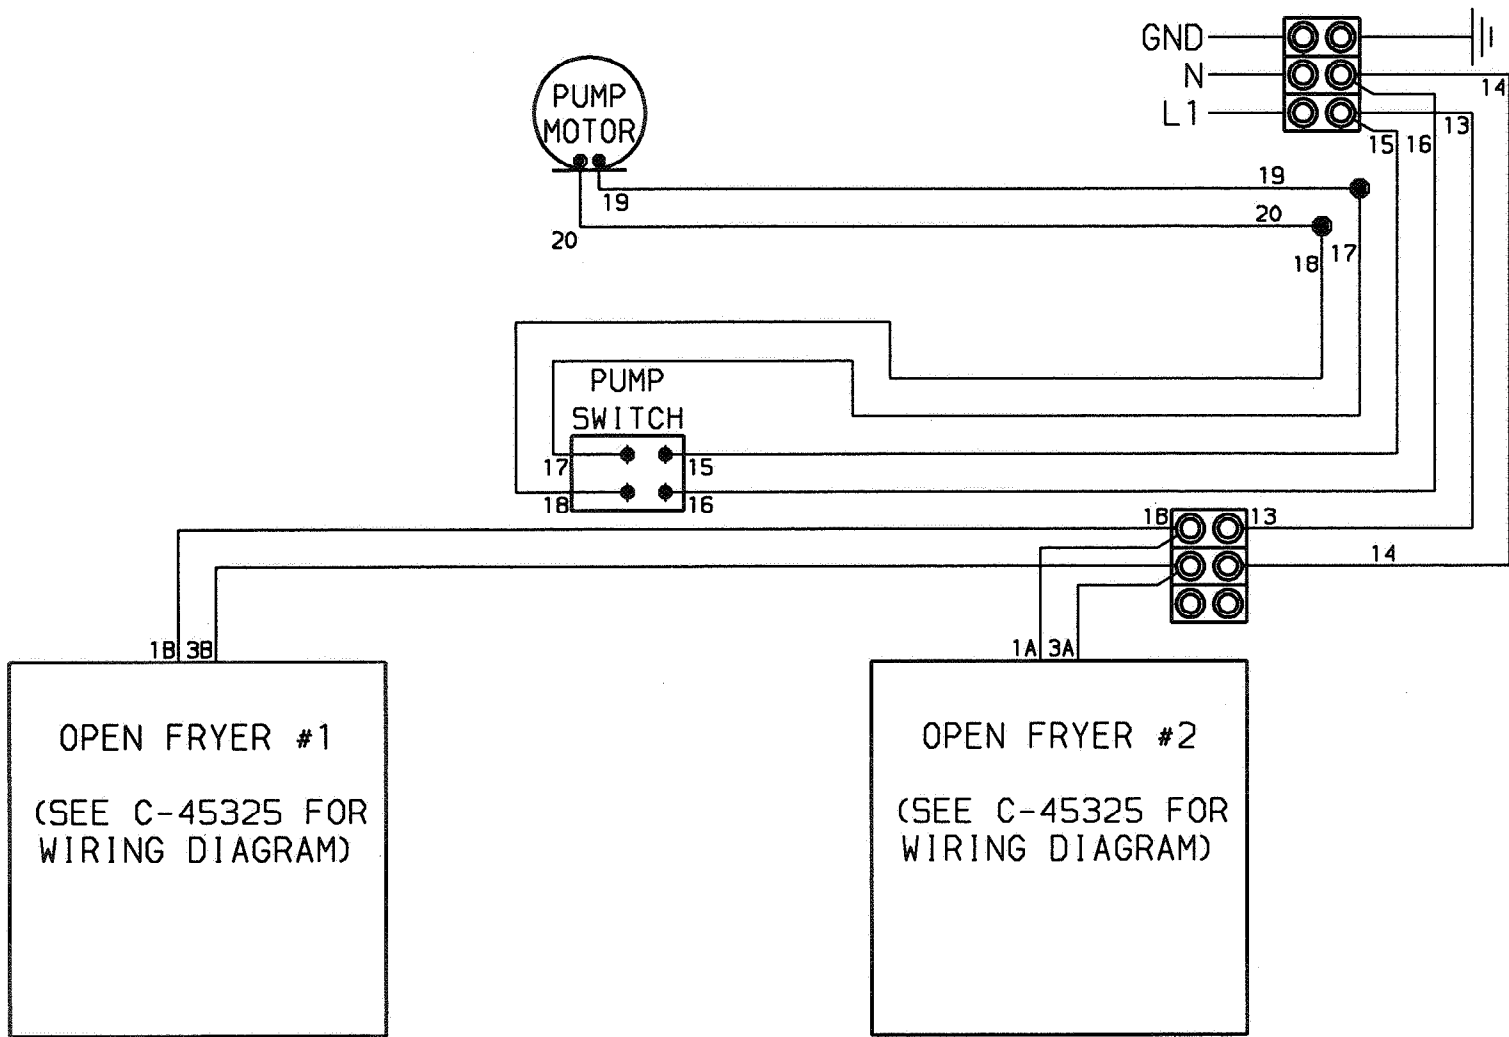 GND
N
L1
14
13
15 16
PUMP
MOTOR
19
19
20
20
18 17
PUMP
SWITCH
17
15
18
16
1B
13
14
1B 3B
1A 3A
OPEN FRYER #1
(SEE C-45325 FOR
WIRING DIAGRAM)
OPEN FRYER #2
(SEE C-45325 FOR
WIRING DIAGRAM)